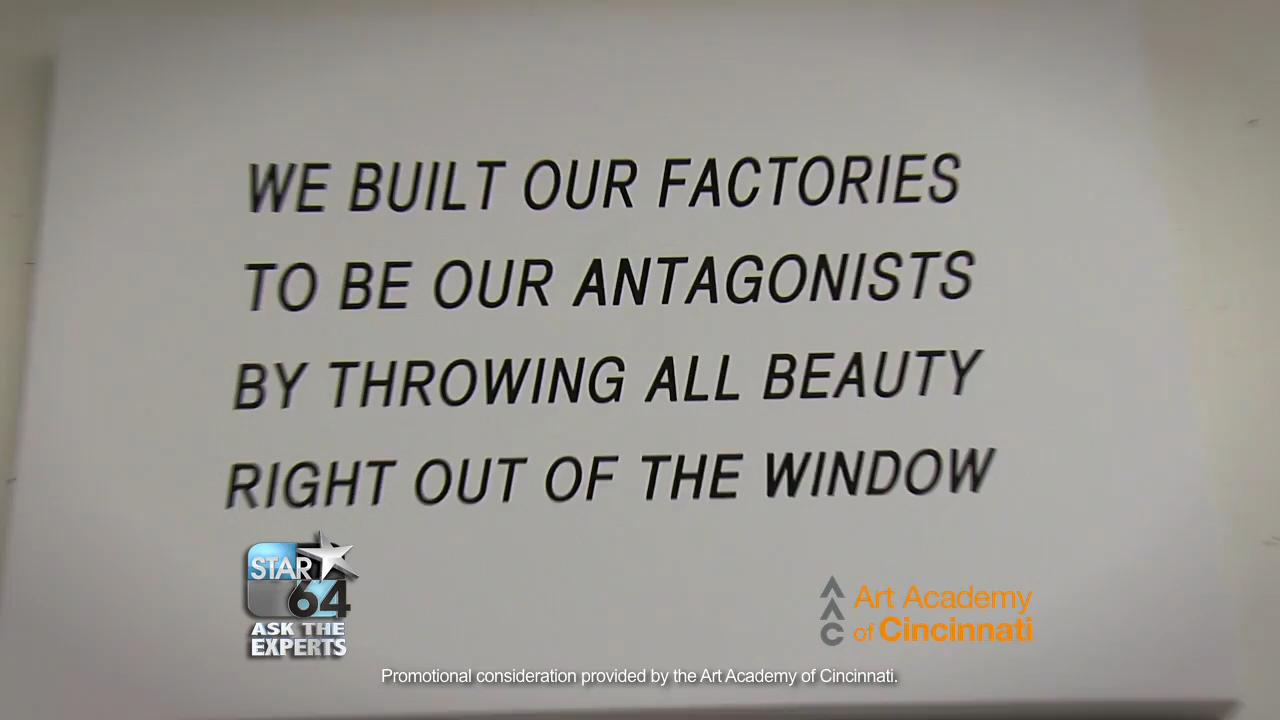 WE BUILT OUR FACTORIES
TO BE OUR ANTAGONISTS
BY THROWING ALL BEAUTY
RIGHT OUT OF THE WINDOW
STAR
64
ASK THE
EXPERTS
AAC
Art Academy
of Cincinnati
Promotional consideration provided by the Art Academy of Cincinnati.